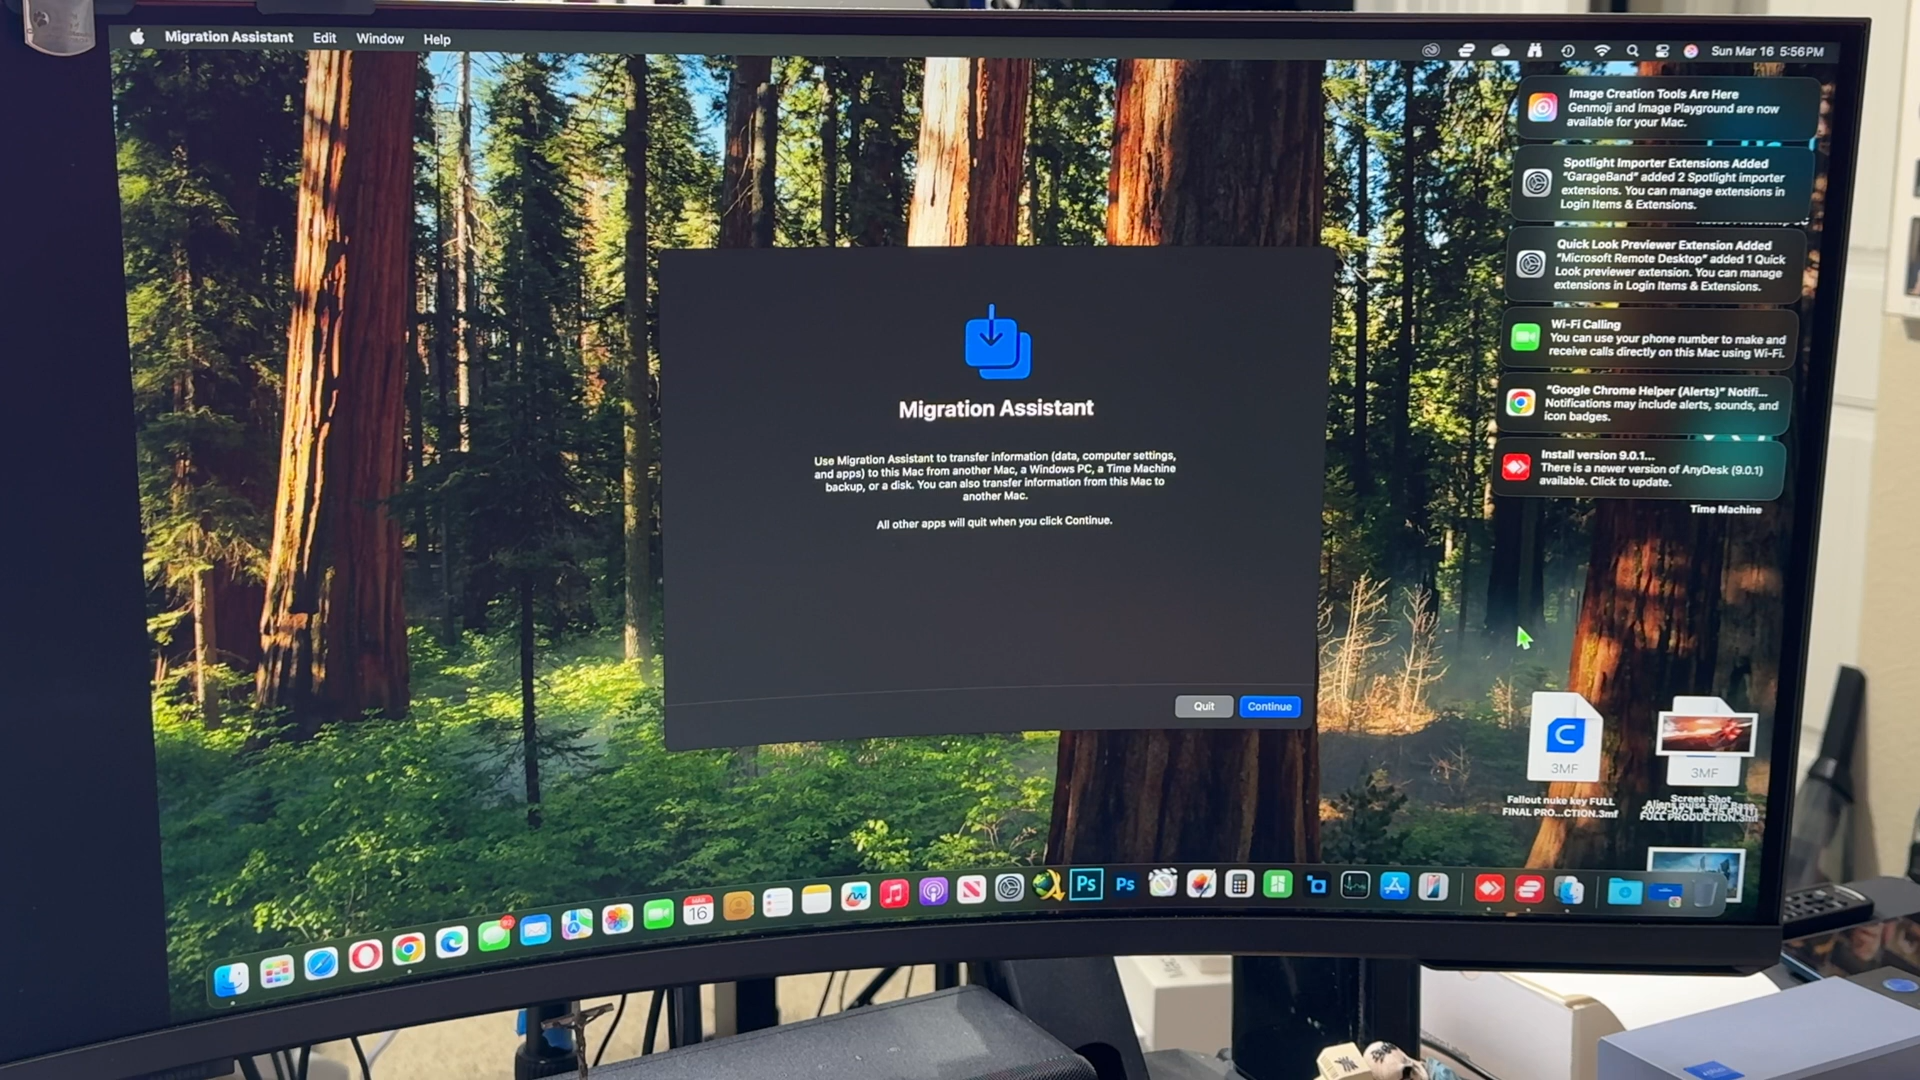 Migration Assistant Edit Window Help
Sun Mar 16 5:56PM
Image Creation Tools Are Here
Genmoji and Image Playground are now
available for your Mac.
Spotlight Importer Extensions Added
"GarageBand" added 2 Spotlight importer
extensions. You can manage extensions in
Login Items & Extensions.
Quick Look Previewer Extension Added
"Microsoft Remote Desktop" added 1 Quick
Look previewer extension. You can manage
extensions in Login Items & Extensions.
Wi-Fi Calling
You can use your phone number to make and
receive calls directly on this Mac using Wi-Fi.
"Google Chrome Helper (Alerts)" Notifi...
Notifications may include alerts, sounds, and
icon badges.
Install version 9.0.1...
There is a newer version of AnyDesk (9.0.1)
available. Click to update.
Time Machine
Migration Assistant
Use Migration Assistant to transfer information (data, computer settings,
and apps) to this Mac from another Mac, a Windows PC, a Time Machine
backup, or a disk. You can also transfer information from this Mac to
another Mac.
All other apps will quit when you click Continue.
Quit Continue
3MF
Fallout nuke key FULL
FINAL PRO...CTION.3mf
3MF
Screen Shot
FULL PRODUCTION.3mf
16
Ps
Ps